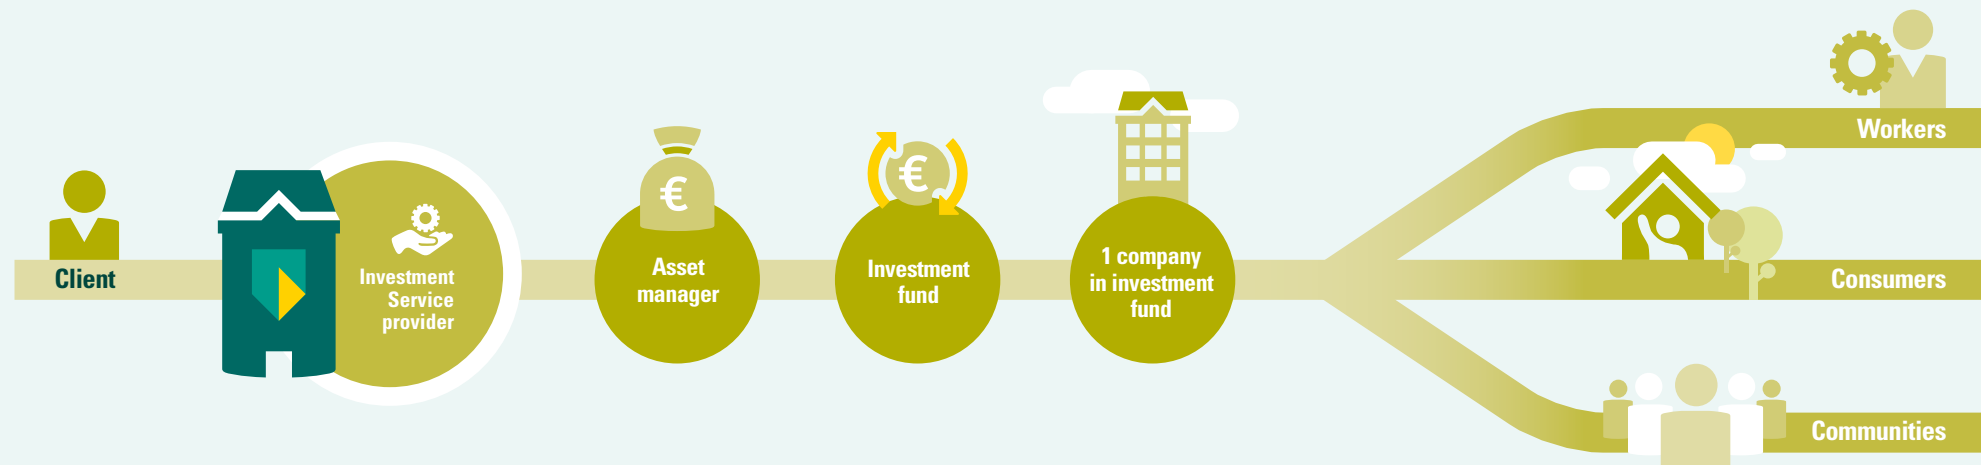 Client
Investment
Service
provider
€
Asset
manager
€
Investment
fund
1 company
in investment
fund
Workers
Consumers
Communities